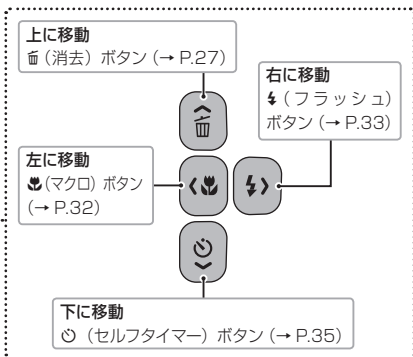 上に移動
（消去）ボタン（→ P.27）
右に移動
（フラッシュ）
ボタン（→ P.33）
左に移動
（マクロ）ボタン
（→ P.32）
下に移動
（セルフタイマー）ボタン（→ P.35）